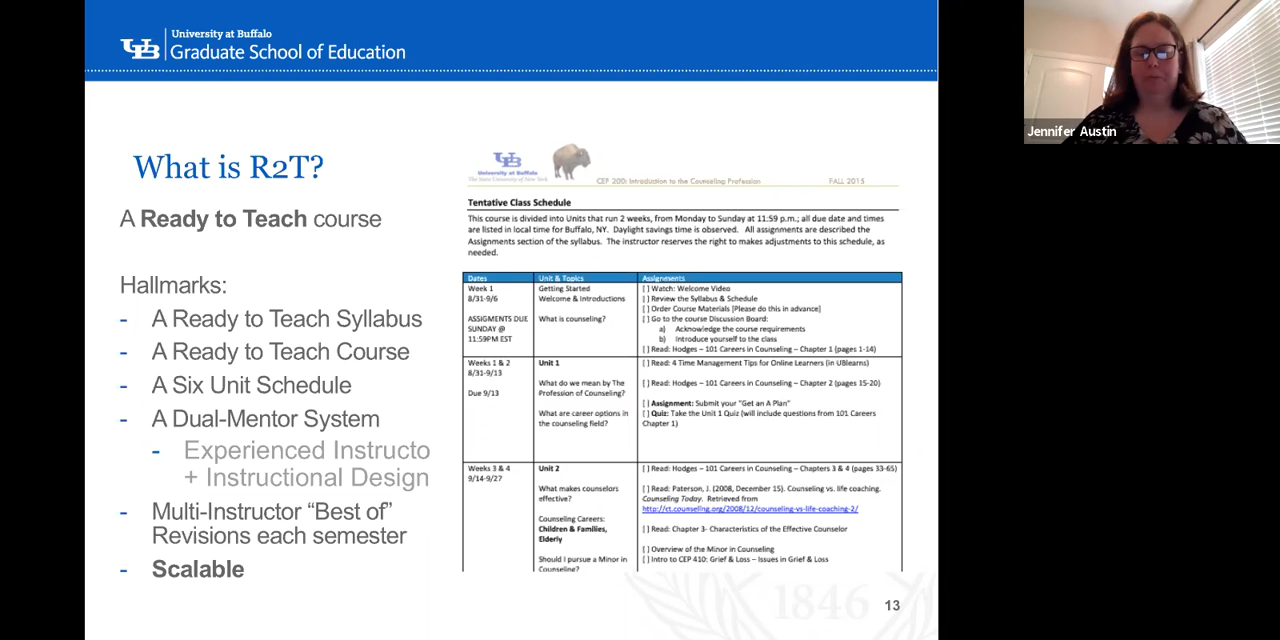 University at Buffalo
UB Graduate School of Education
Jennifer Austin
What is R2T?
A Ready to Teach course
Hallmarks:
- A Ready to Teach Syllabus
- A Ready to Teach Course
- A Six Unit Schedule
- A Dual-Mentor System
- Experienced Instructo
+ Instructional Design
- Multi-Instructor “Best of”
Revisions each semester
- Scalable
UB
University at Buffalo
The State University of New York
CEP 200: Introduction to the Counseling Profession FALL 2015
Tentative Class Schedule
This course is divided into Units that run 2 weeks, from Monday to Sunday at 11:59 p.m.; all due date and times
are listed in local time for Buffalo, NY. Daylight savings time is observed. All assignments are described the
Assignments section of the syllabus. The instructor reserves the right to makes adjustments to this schedule, as
needed.
Dates Unit & Topics Assignments
Week 1
8/31-9/6
ASSIGMENTS DUE
SUNDAY @
11:59PM EST
Getting Started
Welcome & Introductions
What is counseling?
[ ] Watch: Welcome Video
[ ] Review the Syllabus & Schedule
[ ] Order Course Materials [Please do this in advance]
[ ] Go to the course Discussion Board:
a) Acknowledge the course requirements
b) Introduce yourself to the class
[ ] Read: Hodges – 101 Careers in Counseling – Chapter 1 (pages 1-14)
Weeks 1 & 2
8/31-9/13
Due 9/13
Unit 1
What do we mean by The
Profession of Counseling?
What are career options in
the counseling field?
[ ] Read: 4 Time Management Tips for Online Learners (in UBlearns)
[ ] Read: Hodges – 101 Careers in Counseling – Chapter 2 (pages 15-20)
[ ] Assignment: Submit your “Get an A Plan”
[ ] Quiz: Take the Unit 1 Quiz (will include questions from 101 Careers
Chapter 1)
Weeks 3 & 4
9/14-9/27
Unit 2
What makes counselors
effective?
Counseling Careers:
Children & Families,
Elderly
Should I pursue a Minor in
Counseling?
[ ] Read: Hodges – 101 Careers in Counseling – Chapters 3 & 4 (pages 33-65)
[ ] Read: Paterson, J. (2008, December 15). Counseling vs. life coaching.
Counseling Today. Retrieved from
http://ct.counseling.org/2008/12/counseling-vs-life-coaching-2/
[ ] Read: Chapter 3- Characteristics of the Effective Counselor
[ ] Overview of the Minor in Counseling
[ ] Intro to CEP 410: Grief & Loss – Issues in Grief & Loss
1846
13